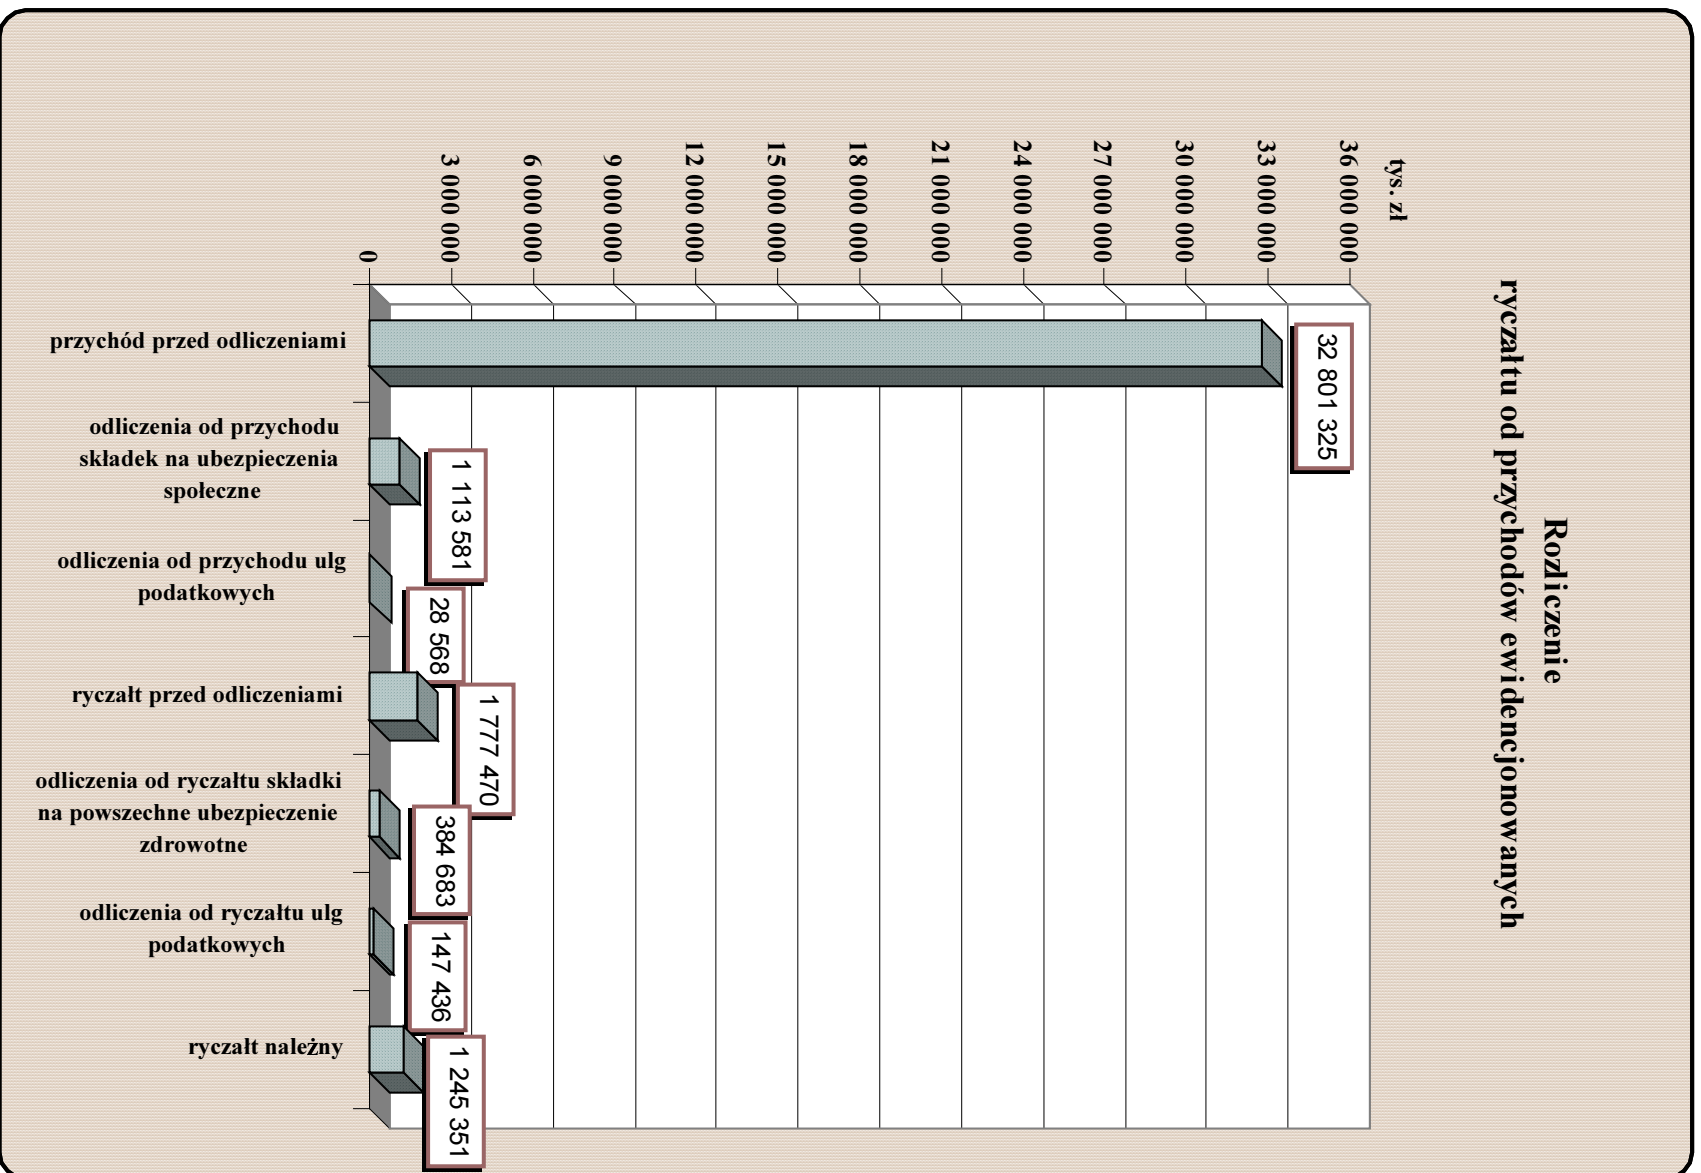 Rozliczenie
ryczałtu od przychodów ewidencjonowanych
tys. zł
36 000 000
33 000 000
30 000 000
27 000 000
24 000 000
21 000 000
18 000 000
15 000 000
12 000 000
9 000 000
6 000 000
3 000 000
0
32 801 325
1 113 581
28 568
1 777 470
384 683
147 436
1 245 351
przychód przed odliczeniami
odliczenia od przychodu
składek na ubezpieczenia
społeczne
odliczenia od przychodu ulg
podatkowych
ryczałt przed odliczeniami
odliczenia od ryczałtu składki
na powszechne ubezpieczenie
zdrowotne
odliczenia od ryczałtu ulg
podatkowych
ryczałt należny